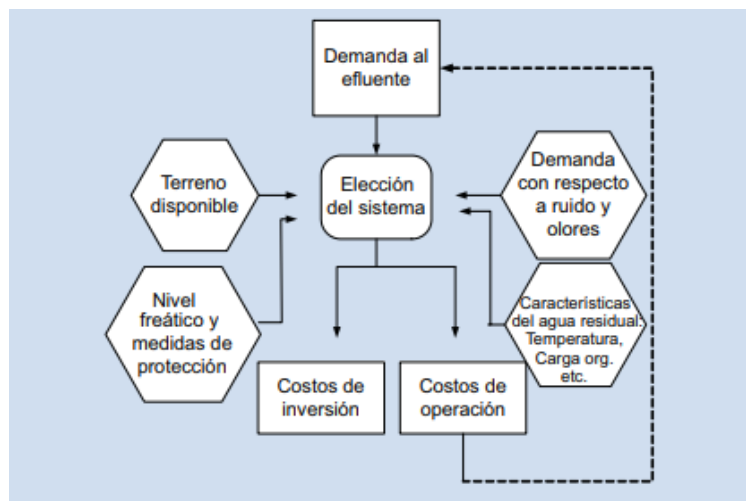 Demanda al
efluente
Terreno
disponible
Elección
del sistema
Demanda
con respecto
a ruido y
olores
Nivel
freático y
medidas de
protección
Características
del agua residual:
Temperatura,
Carga org.
etc.
Costos de
inversión
Costos de
operación